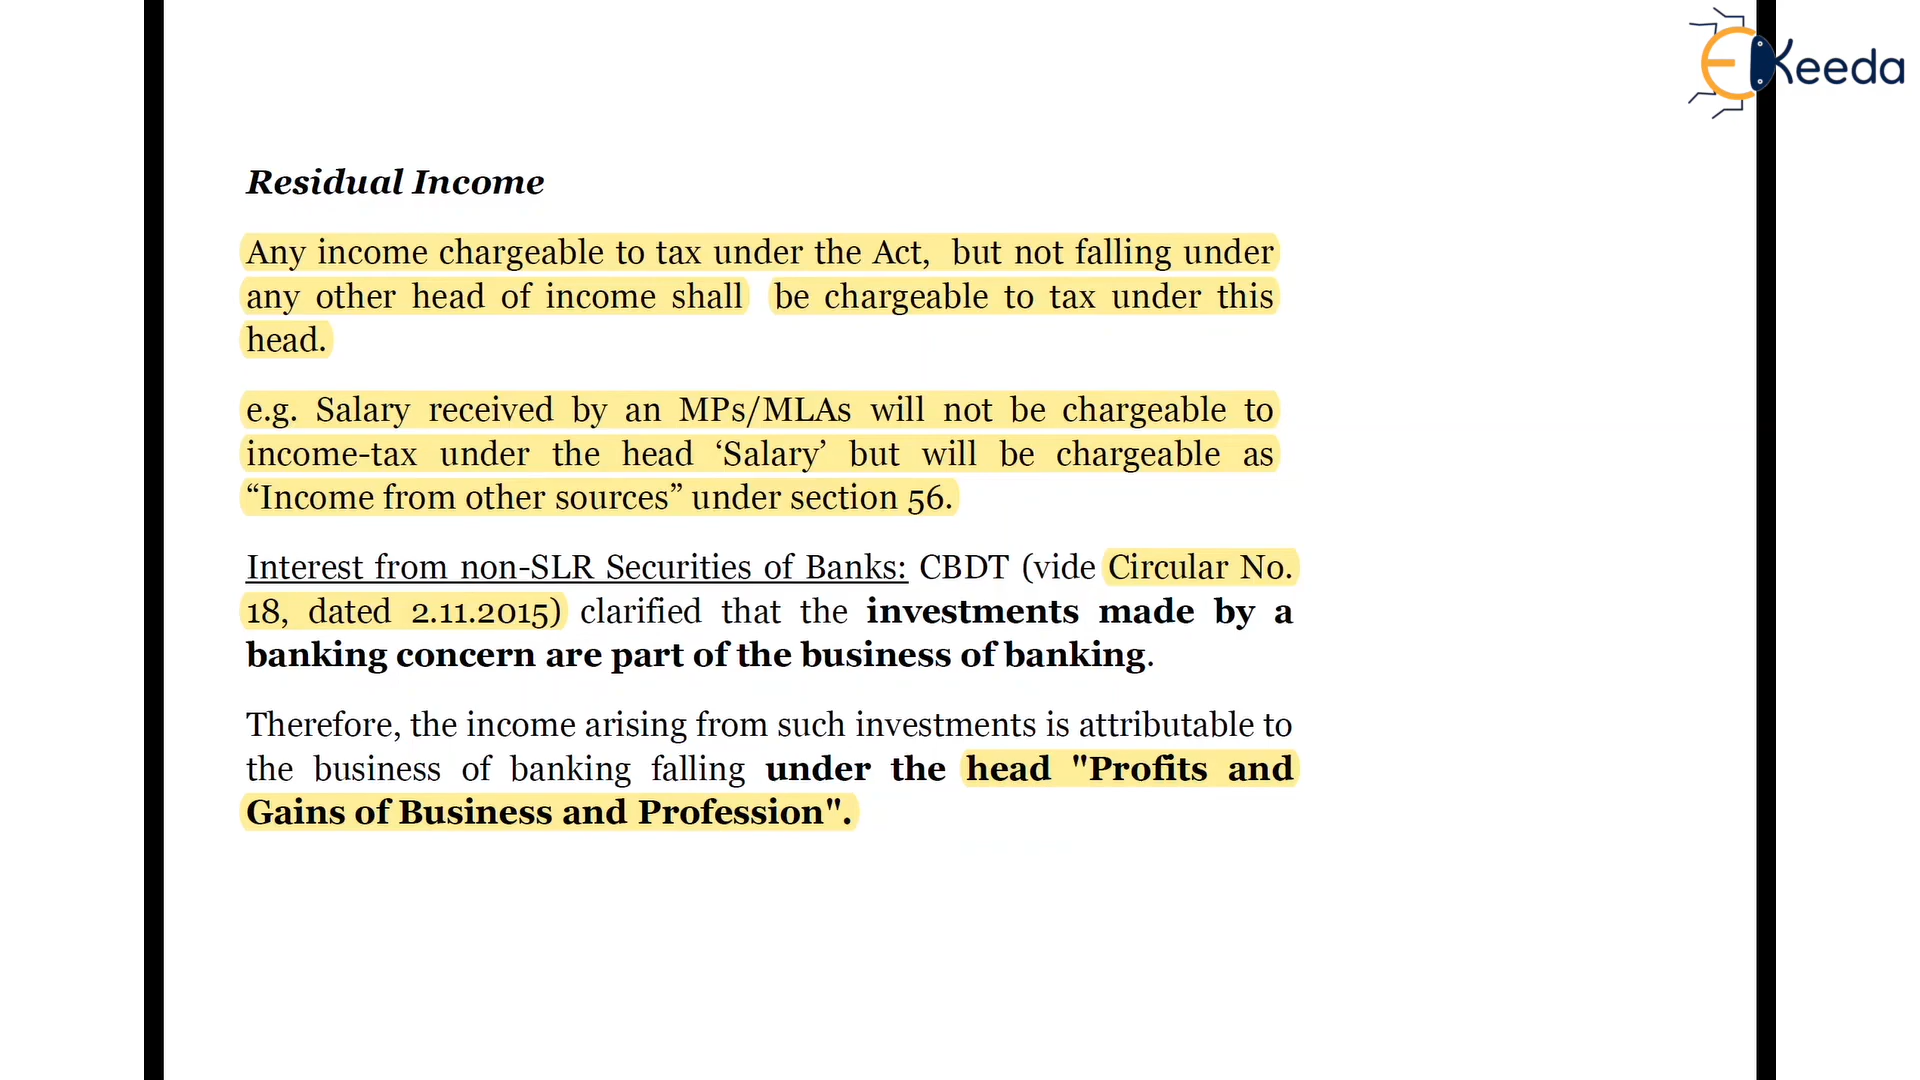 EKeeda
Residual Income
Any income chargeable to tax under the Act, but not falling under
any other head of income shall be chargeable to tax under this
head.
e.g. Salary received by an MPs/MLAs will not be chargeable to
income-tax under the head ‘Salary’ but will be chargeable as
“Income from other sources” under section 56.
Interest from non-SLR Securities of Banks: CBDT (vide Circular No.
18, dated 2.11.2015) clarified that the investments made by a
banking concern are part of the business of banking.
Therefore, the income arising from such investments is attributable to
the business of banking falling under the head "Profits and
Gains of Business and Profession".